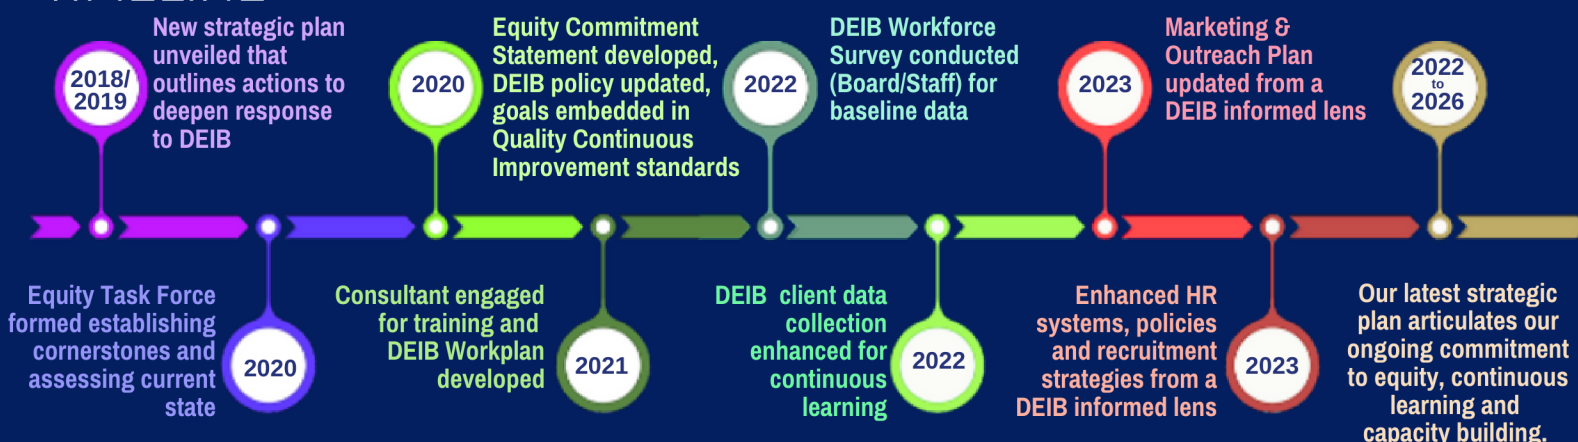 New strategic plan
unveiled that
outlines actions to
deepen response
to DEIB
2018/
2019
Equity Task Force
formed establishing
cornerstones and
assessing current
state
2020
Equity Commitment
Statement developed,
DEIB policy updated,
goals embedded in
Quality Continuous
Improvement standards
2020
Consultant engaged
for training and
DEIB Workplan
developed
2021
DEIB Workforce
Survey conducted
(Board/Staff) for
baseline data
2022
DEIB  client data
collection
enhanced for
continuous
learning
2022
Marketing &
Outreach Plan
updated from a
DEIB informed lens
2023
Enhanced HR
systems, policies
and recruitment
strategies from a
DEIB informed lens
2023
2022
to
2026
Our latest strategic
plan articulates our
ongoing commitment
to equity, continuous
learning and
capacity building.